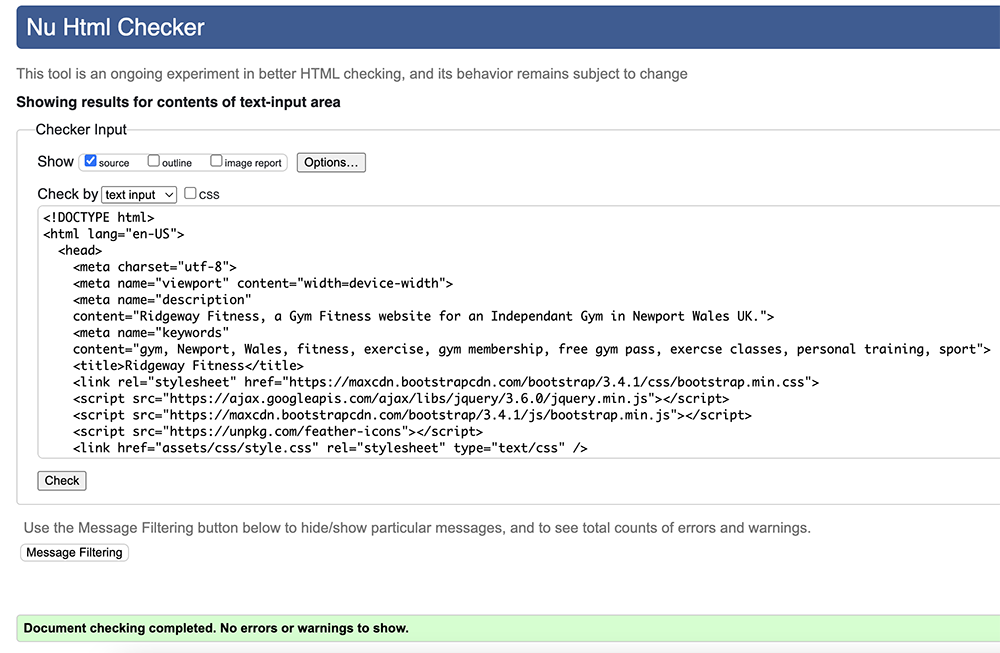 Nu Html Checker
This tool is an ongoing experiment in better HTML checking, and its behavior remains subject to change
Showing results for contents of text-input area
Checker Input
Show source outline image report Options...
Check by text input css
<!DOCTYPE html>
<html lang="en-US">
<head>
<meta charset="utf-8">
<meta name="viewport" content="width=device-width">
<meta name="description"
content="Ridgeway Fitness, a Gym Fitness website for an Independant Gym in Newport Wales UK.">
<meta name="keywords"
content="gym, Newport, Wales, fitness, exercise, gym membership, free gym pass, exercse classes, personal training, sport">
<title>Ridgeway Fitness</title>
<link rel="stylesheet" href="https://maxcdn.bootstrapcdn.com/bootstrap/3.4.1/css/bootstrap.min.css">
<script src="https://ajax.googleapis.com/ajax/libs/jquery/3.6.0/jquery.min.js"></script>
<script src="https://maxcdn.bootstrapcdn.com/bootstrap/3.4.1/js/bootstrap.min.js"></script>
<script src="https://unpkg.com/feather-icons"></script>
<link href="assets/css/style.css" rel="stylesheet" type="text/css" />
Check
Use the Message Filtering button below to hide/show particular messages, and to see total counts of errors and warnings.
Message Filtering
Document checking completed. No errors or warnings to show.